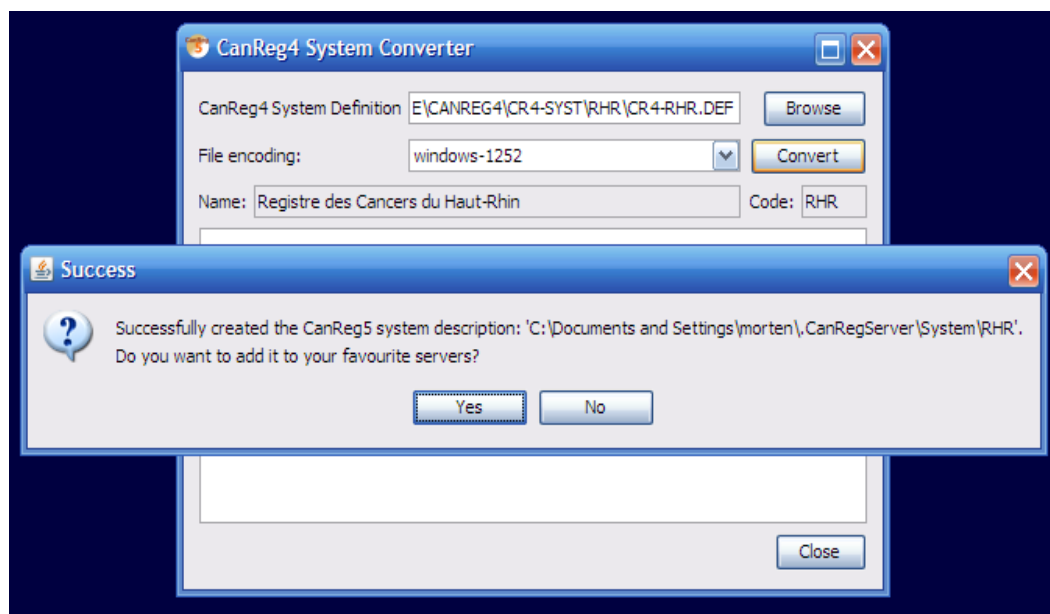 CanReg4 System Converter
CanReg4 System Definition E\CANREG4\CR4-SYST\RHR\CR4-RHR.DEF Browse
File encoding: windows-1252 Convert
Name: Registre des Cancers du Haut-Rhin Code: RHR
Success
Successfully created the CanReg5 system description: 'C:\Documents and Settings\morten\.CanRegServer\System\RHR'.
Do you want to add it to your favourite servers?
Yes No
Close